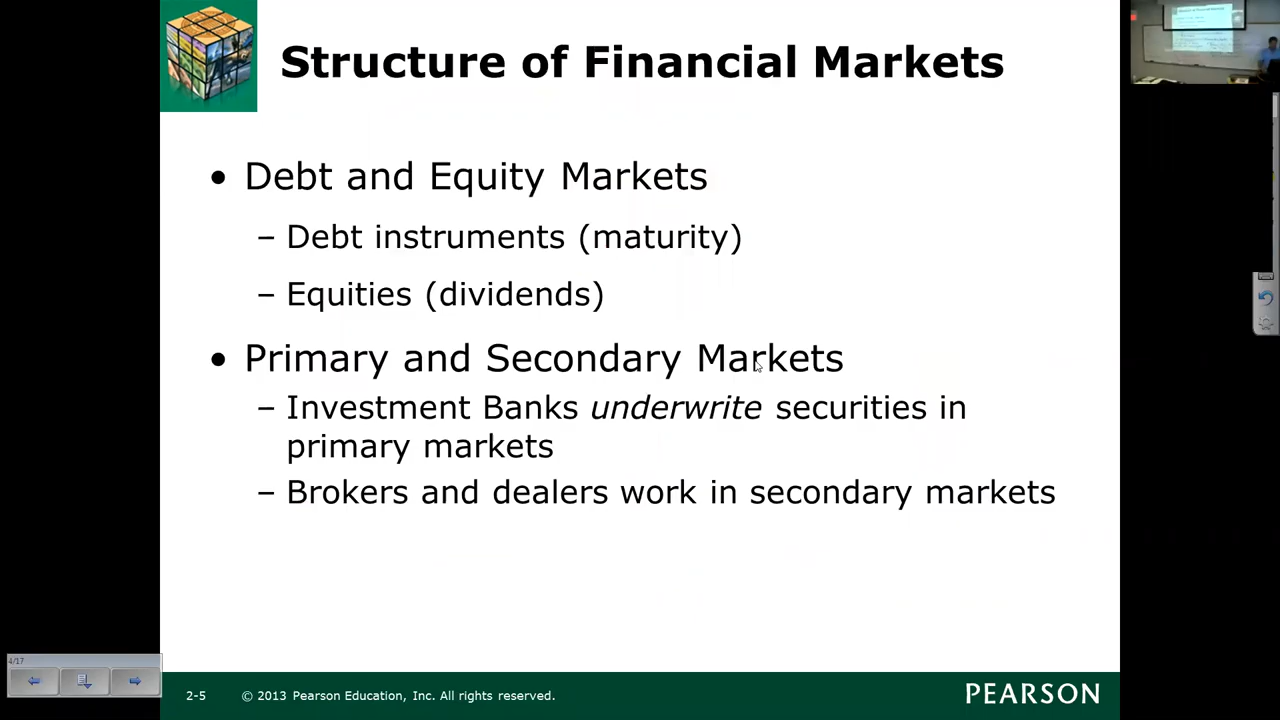 Structure of Financial Markets
• Debt and Equity Markets
– Debt instruments (maturity)
– Equities (dividends)
• Primary and Secondary Markets
– Investment Banks underwrite securities in
primary markets
– Brokers and dealers work in secondary markets
4/17
2-5 © 2013 Pearson Education, Inc. All rights reserved. PEARSON